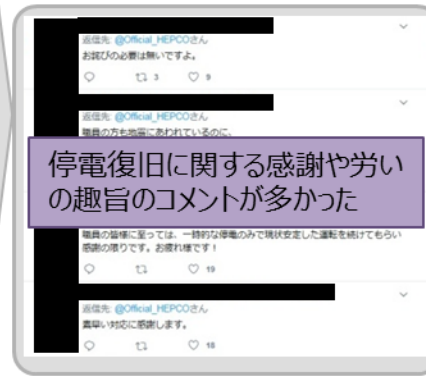 返信先: @Official_HEPCOさん
お詫びの必要は無いですよ。
3 9
返信先: @Official_HEPCOさん
職員の方も地震にあわれているのに、
停電復旧に関する感謝や労い
の趣旨のコメントが多かった
職員の皆様に至っては、一時的な停電のみで現状安定した運転を続けてもらい
感謝の限りです。お疲れ様です！
19
返信先: @Official_HEPCOさん
素早い対応に感謝します。
18